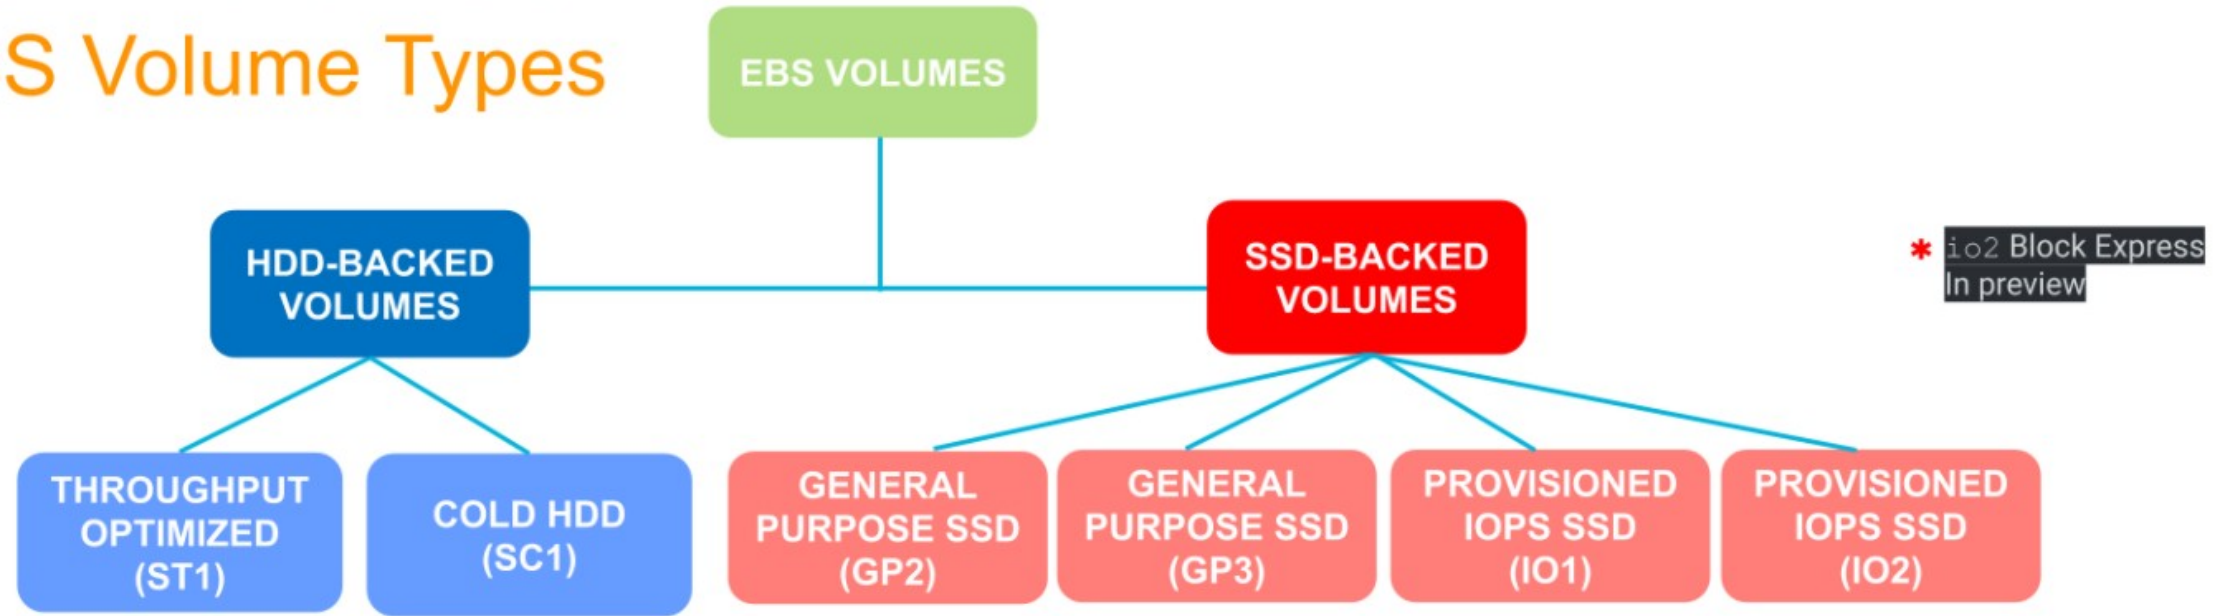 S Volume Types
EBS VOLUMES
HDD-BACKED
VOLUMES
SSD-BACKED
VOLUMES
* io2 Block Express
In preview
THROUGHPUT
OPTIMIZED
(ST1)
COLD HDD
(SC1)
GENERAL
PURPOSE SSD
(GP2)
GENERAL
PURPOSE SSD
(GP3)
PROVISIONED
IOPS SSD
(IO1)
PROVISIONED
IOPS SSD
(IO2)